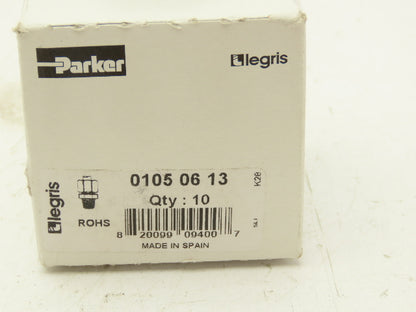 Parker
legris
0105 06 13
Qty : 10
legris
ROHS
K28
8 20099 09400 7
MADE IN SPAIN